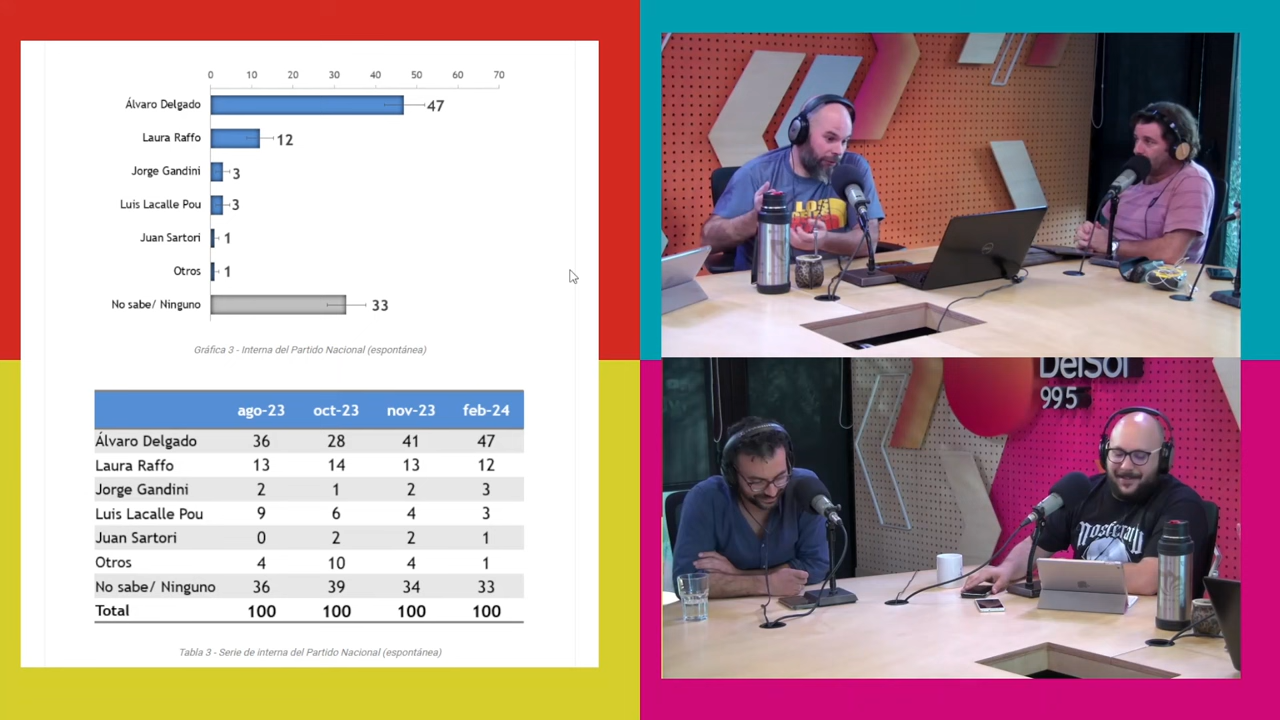 0 10 20 30 40 50 60 70
Álvaro Delgado 47
Laura Raffo 12
Jorge Gandini 3
Luis Lacalle Pou 3
Juan Sartori 1
Otros 1
No sabe/ Ninguno 33
Gráfica 3 - Interna del Partido Nacional (espontánea)
ago-23 oct-23 nov-23 feb-24
Álvaro Delgado 36 28 41 47
Laura Raffo 13 14 13 12
Jorge Gandini 2 1 2 3
Luis Lacalle Pou 9 6 4 3
Juan Sartori 0 2 2 1
Otros 4 10 4 1
No sabe/ Ninguno 36 39 34 33
Total 100 100 100 100
Tabla 3 - Serie de interna del Partido Nacional (espontánea)
DELL
DelSol
99 5